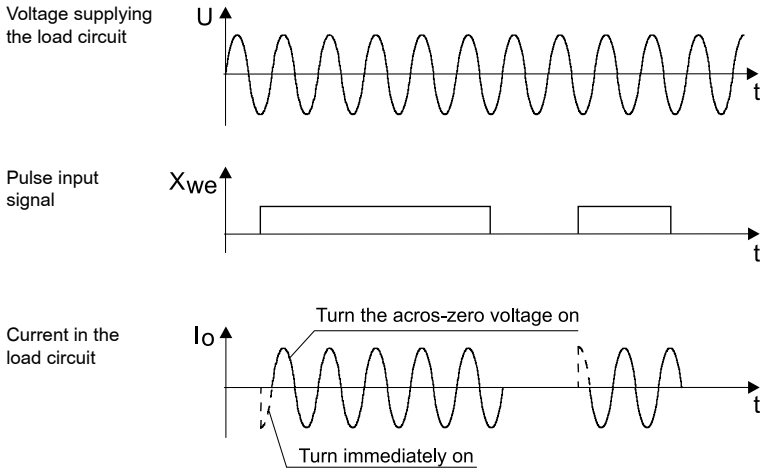 Voltage supplying
the load circuit
U
t
Pulse input
signal
Xwe
t
Turn the acros-zero voltage on
Current in the
load circuit
Io
t
Turn immediately on